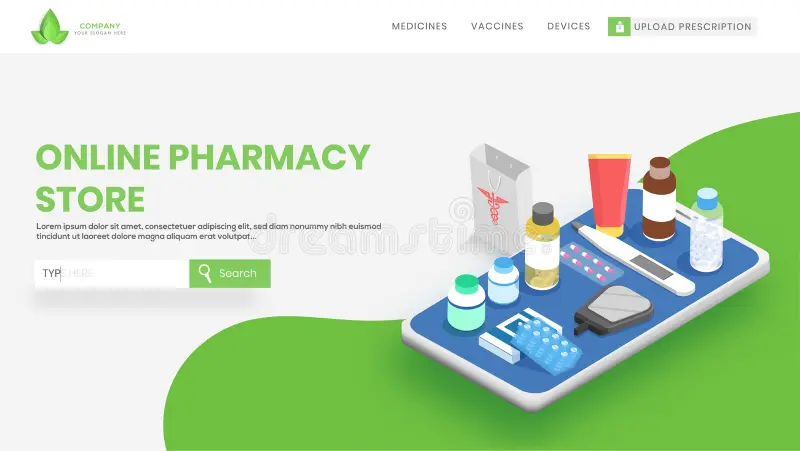 COMPANY
YOUR SLOGAN HERE
MEDICINES
VACCINES
DEVICES
UPLOAD PRESCRIPTION
ONLINE PHARMACY
STORE
Lorem ipsum dolor sit amet, consectetuer adipiscing elit, sed diam nonummy nibh euismod
tincidunt ut laoreet dolore magna aliquam erat volutpat...
TYP HERE
Search
dreamstime